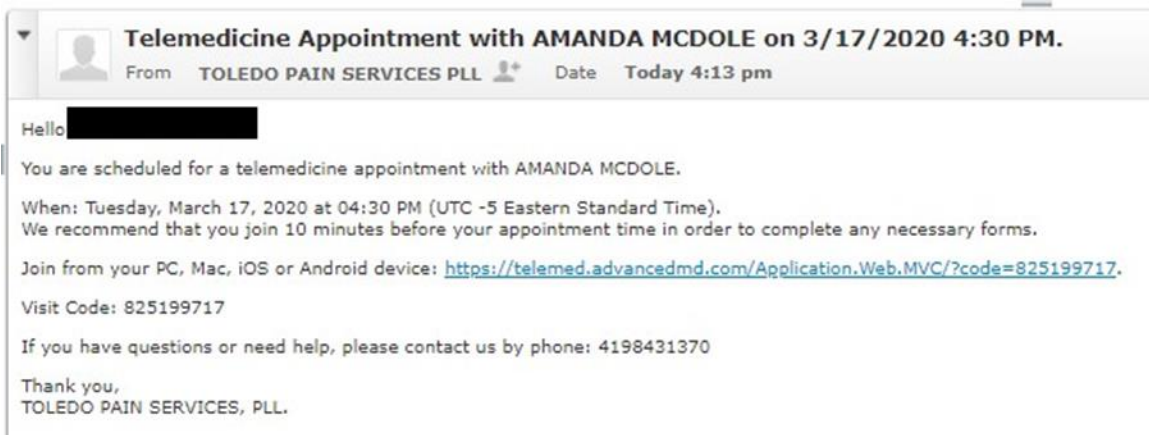 Telemedicine Appointment with AMANDA MCDOLE on 3/17/2020 4:30 PM.
From TOLEDO PAIN SERVICES PLL Date Today 4:13 pm
Hello
You are scheduled for a telemedicine appointment with AMANDA MCDOLE.
When: Tuesday, March 17, 2020 at 04:30 PM (UTC -5 Eastern Standard Time).
We recommend that you join 10 minutes before your appointment time in order to complete any necessary forms.
Join from your PC, Mac, iOS or Android device: https://telemed.advancedmd.com/Application.Web.MVC/?code=825199717.
Visit Code: 825199717
If you have questions or need help, please contact us by phone: 4198431370
Thank you,
TOLEDO PAIN SERVICES, PLL.